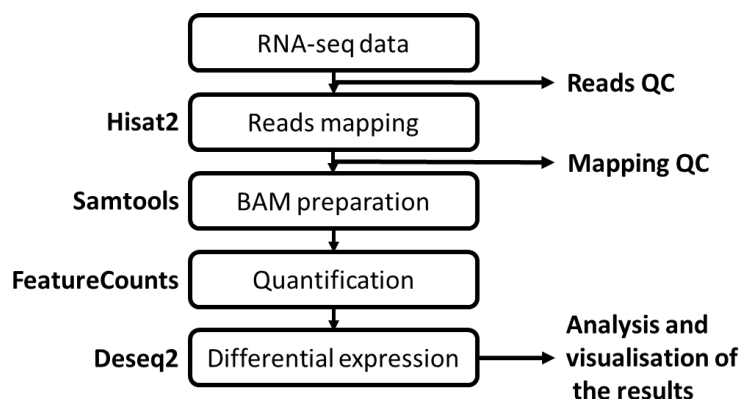 RNA-seq data
Reads QC
Hisat2
Reads mapping
Mapping QC
Samtools
BAM preparation
FeatureCounts
Quantification
Deseq2
Differential expression
Analysis and
visualisation of
the results